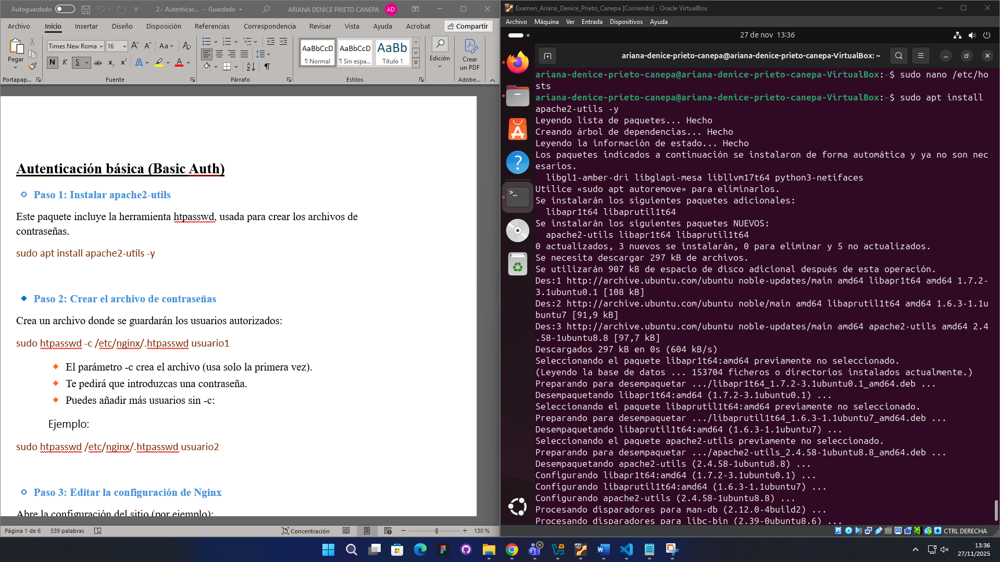 Autoguardado
2.- Autenticac... - Guardado
ARIANA DENICE PRIETO CANEPA
AD
Archivo Inicio Insertar Diseño Disposición Referencias Correspondencia Revisar Vista Ayuda Acrobat
Compartir
Pegar
Times New Roma 16
Aa
N K S ab x₂ x² A A
AaBbCcD AaBbCcD AaBb
¶ Normal ¶ Sin espa... Título 1
Edición
Crear un PDF
Portapap... Fuente Párrafo Estilos Adobe...
Autenticación básica (Basic Auth)
Paso 1: Instalar apache2-utils
Este paquete incluye la herramienta htpasswd, usada para crear los archivos de
contraseñas.
sudo apt install apache2-utils -y
Paso 2: Crear el archivo de contraseñas
Crea un archivo donde se guardarán los usuarios autorizados:
sudo htpasswd -c /etc/nginx/.htpasswd usuario1
El parámetro -c crea el archivo (usa solo la primera vez).
Te pedirá que introduzcas una contraseña.
Puedes añadir más usuarios sin -c:
Ejemplo:
sudo htpasswd /etc/nginx/.htpasswd usuario2
Paso 3: Editar la configuración de Nginx
Abre la configuración del sitio (por ejemplo):
Página 1 de 6 539 palabras
Concentración
130 %
Examen_Ariana_Denice_Prieto_Canepa [Corriendo] - Oracle VirtualBox
Archivo Máquina Ver Entrada Dispositivos Ayuda
27 de nov 13:36
ariana-denice-prieto-canepa@ariana-denice-prieto-canepa-VirtualBox: ~
ariana-denice-prieto-canepa@ariana-denice-prieto-canepa-VirtualBox:~$ sudo nano /etc/ho
sts
ariana-denice-prieto-canepa@ariana-denice-prieto-canepa-VirtualBox:~$ sudo apt install
apache2-utils -y
Leyendo lista de paquetes... Hecho
Creando árbol de dependencias... Hecho
Leyendo la información de estado... Hecho
Los paquetes indicados a continuación se instalaron de forma automática y ya no son nec
esarios.
libgl1-amber-dri libglapi-mesa libllvm17t64 python3-netifaces
Utilice «sudo apt autoremove» para eliminarlos.
Se instalarán los siguientes paquetes adicionales:
libapr1t64 libaprutil1t64
Se instalarán los siguientes paquetes NUEVOS:
apache2-utils libapr1t64 libaprutil1t64
0 actualizados, 3 nuevos se instalarán, 0 para eliminar y 5 no actualizados.
Se necesita descargar 297 kB de archivos.
Se utilizarán 907 kB de espacio de disco adicional después de esta operación.
Des:1 http://archive.ubuntu.com/ubuntu noble-updates/main amd64 libapr1t64 amd64 1.7.2-
3.1ubuntu0.1 [108 kB]
Des:2 http://archive.ubuntu.com/ubuntu noble/main amd64 libaprutil1t64 amd64 1.6.3-1.1u
buntu7 [91,9 kB]
Des:3 http://archive.ubuntu.com/ubuntu noble-updates/main amd64 apache2-utils amd64 2.4
.58-1ubuntu8.8 [97,7 kB]
Descargados 297 kB en 0s (604 kB/s)
Seleccionando el paquete libapr1t64:amd64 previamente no seleccionado.
(Leyendo la base de datos ... 153704 ficheros o directorios instalados actualmente.)
Preparando para desempaquetar .../libapr1t64_1.7.2-3.1ubuntu0.1_amd64.deb ...
Desempaquetando libapr1t64:amd64 (1.7.2-3.1ubuntu0.1) ...
Seleccionando el paquete libaprutil1t64:amd64 previamente no seleccionado.
Preparando para desempaquetar .../libaprutil1t64_1.6.3-1.1ubuntu7_amd64.deb ...
Desempaquetando libaprutil1t64:amd64 (1.6.3-1.1ubuntu7) ...
Seleccionando el paquete apache2-utils previamente no seleccionado.
Preparando para desempaquetar .../apache2-utils_2.4.58-1ubuntu8.8_amd64.deb ...
Desempaquetando apache2-utils (2.4.58-1ubuntu8.8) ...
Configurando libapr1t64:amd64 (1.7.2-3.1ubuntu0.1) ...
Configurando libaprutil1t64:amd64 (1.6.3-1.1ubuntu7) ...
Configurando apache2-utils (2.4.58-1ubuntu8.8) ...
Procesando disparadores para man-db (2.12.0-4build2) ...
Procesando disparadores para libc-bin (2.39-0ubuntu8.6) ...
CTRL DERECHA
13:36
27/11/2025